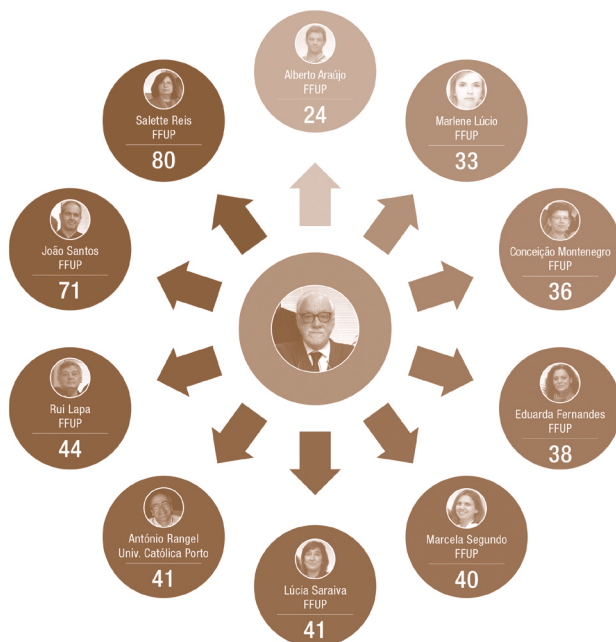 Alberto Araújo
FFUP
24
Marlene Lúcio
FFUP
33
Conceição Montenegro
FFUP
36
Eduarda Fernandes
FFUP
38
Marcela Segundo
FFUP
40
Lúcia Saraiva
FFUP
41
António Rangel
Univ. Católica Porto
41
Rui Lapa
FFUP
44
João Santos
FFUP
71
Salette Reis
FFUP
80